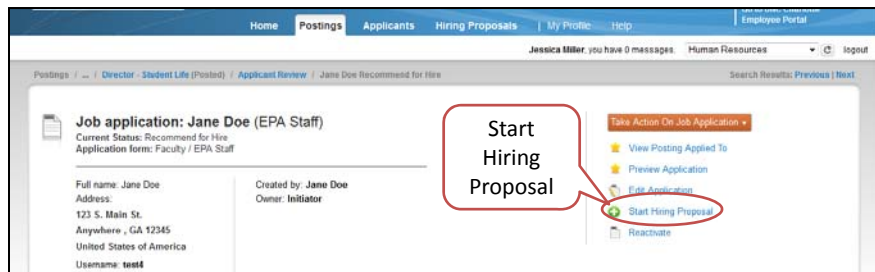 Employee Portal
Home Postings Applicants Hiring Proposals | My Profile Help
Jessica Miller, you have 0 messages. Human Resources logout
Postings / ... / Director - Student Life (Posted) / Applicant Review / Jane Doe Recommend for Hire Search Results: Previous | Next
Job application: Jane Doe (EPA Staff)
Current Status: Recommend for Hire
Application form: Faculty / EPA Staff
Full name: Jane Doe
Address:
123 S. Main St.
Anywhere , GA 12345
United States of America
Username: test4
Created by: Jane Doe
Owner: Initiator
Start
Hiring
Proposal
Take Action On Job Application
View Posting Applied To
Preview Application
Edit Application
Start Hiring Proposal
Reactivate